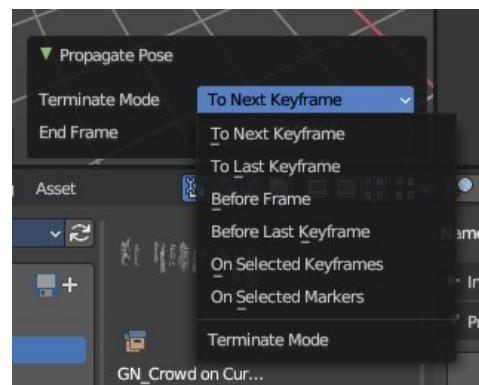 Propagate Pose
Terminate Mode To Next Keyframe
End Frame
To Next Keyframe
To Last Keyframe
Before Frame
Before Last Keyframe
On Selected Keyframes
On Selected Markers
Terminate Mode
Asset
GN_Crowd on Cur...